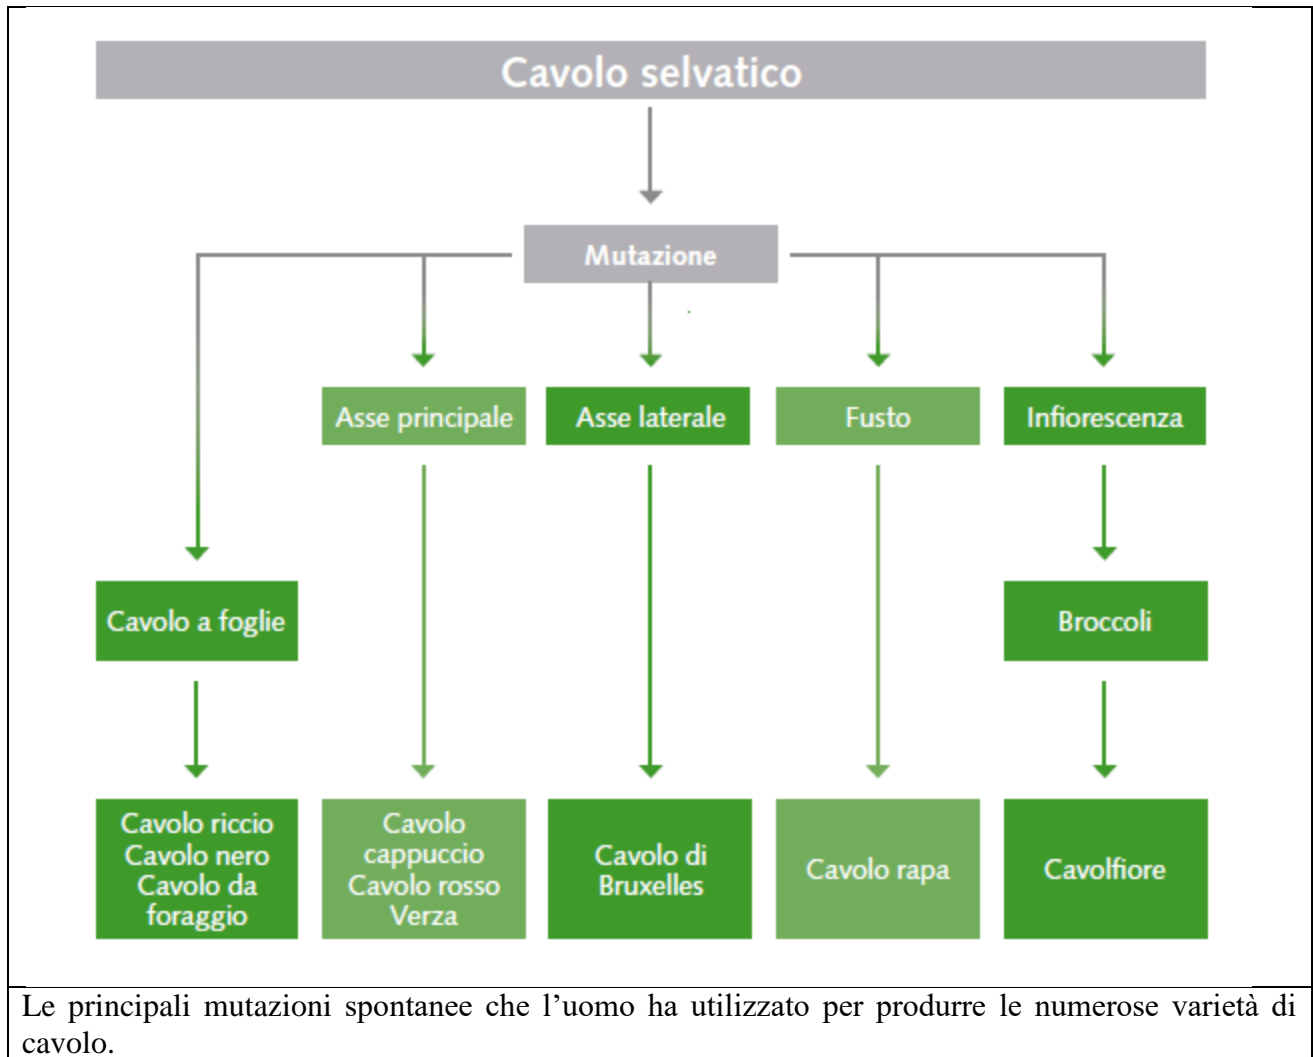 Cavolo selvatico
Mutazione
Asse principale
Asse laterale
Fusto
Infiorescenza
Cavolo a foglie
Broccoli
Cavolo riccio
Cavolo nero
Cavolo da
foraggio
Cavolo
cappuccio
Cavolo rosso
Verza
Cavolo di
Bruxelles
Cavolo rapa
Cavolfiore
Le principali mutazioni spontanee che l’uomo ha utilizzato per produrre le numerose varietà di
cavolo.